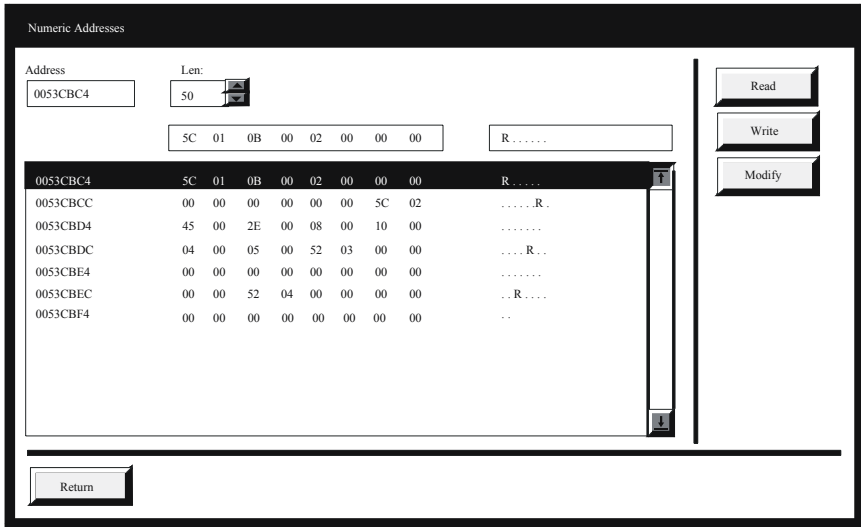 Numeric Addresses
Address Len:
0053CBC4 50
5C 01 0B 00 02 00 00 00 R . . . . . .
0053CBC4 5C 01 0B 00 02 00 00 00 R . . . . .
0053CBCC 00 00 00 00 00 00 5C 02 . . . . . .R .
0053CBD4 45 00 2E 00 08 00 10 00 . . . . . . .
0053CBDC 04 00 05 00 52 03 00 00 . . . . R . .
0053CBE4 00 00 00 00 00 00 00 00 . . . . . . .
0053CBEC 00 00 52 04 00 00 00 00 . . R . . . .
0053CBF4 00 00 00 00 00 00 00 00 . .
Read
Write
Modify
Return